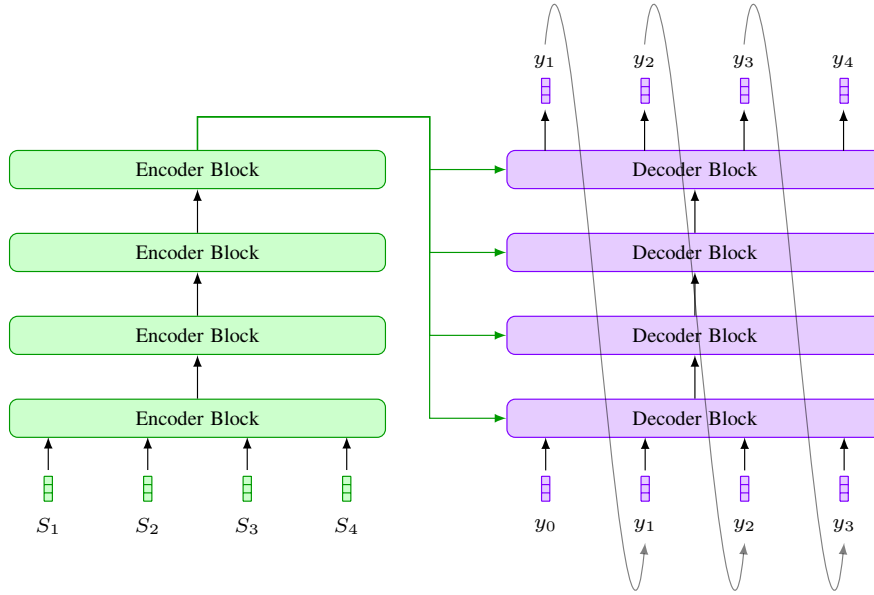 y₁ y₂ y₃ y₄
Encoder Block Decoder Block
Encoder Block Decoder Block
Encoder Block Decoder Block
Encoder Block Decoder Block
S₁ S₂ S₃ S₄ y₀ y₁ y₂ y₃